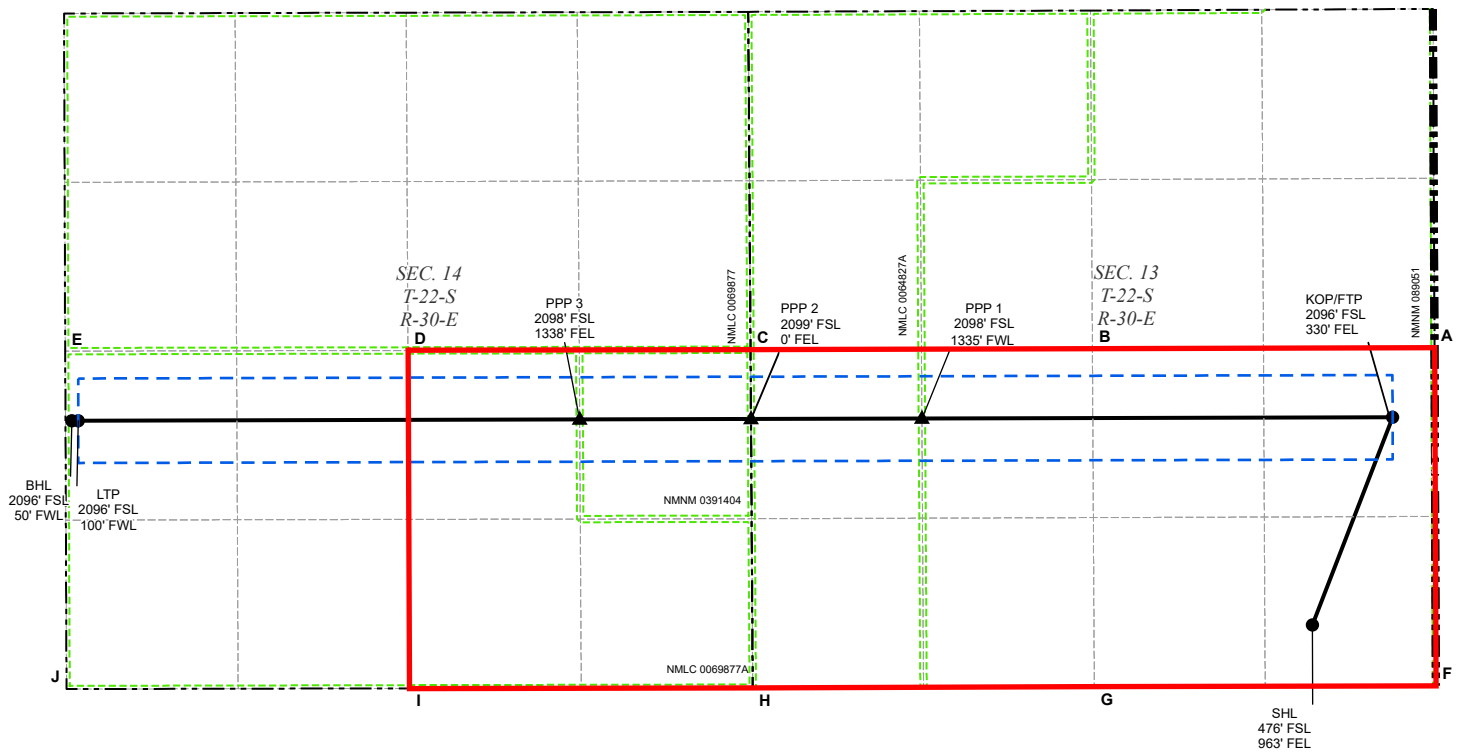 SEC. 14
T-22-S
R-30-E
SEC. 13
T-22-S
R-30-E
NMLC 0069877
NMLC 0064827A
NMNM 089051
PPP 3
2098' FSL
1338' FEL
PPP 2
2099' FSL
0' FEL
PPP 1
2098' FSL
1335' FWL
KOP/FTP
2096' FSL
330' FEL
E
D
C
B
A
BHL
2096' FSL
50' FWL
LTP
2096' FSL
100' FWL
NMNM 0391404
NMLC 0069877A
J
I
H
G
F
SHL
476' FSL
963' FEL